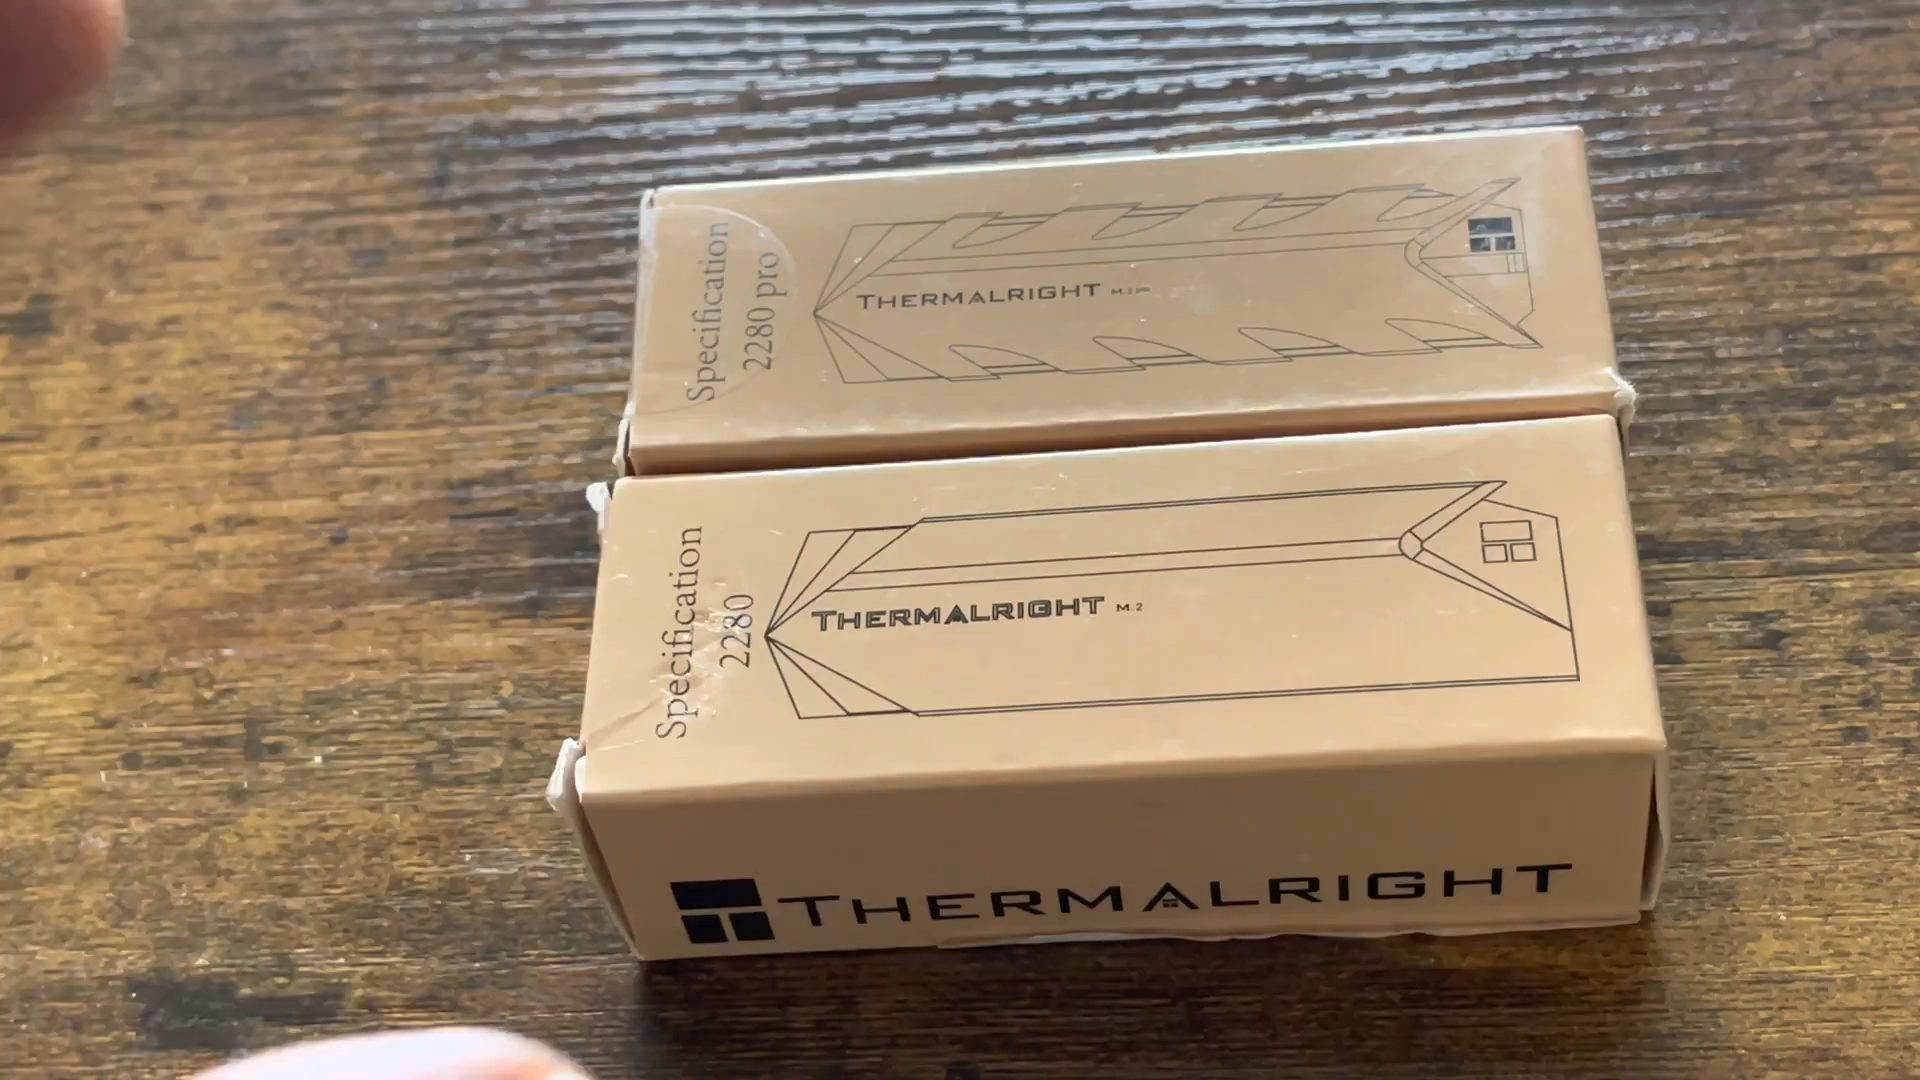 Specification
2280 pro
THERMALRIGHT
Specification
2280
THERMALRIGHT M.2
THERMALRIGHT